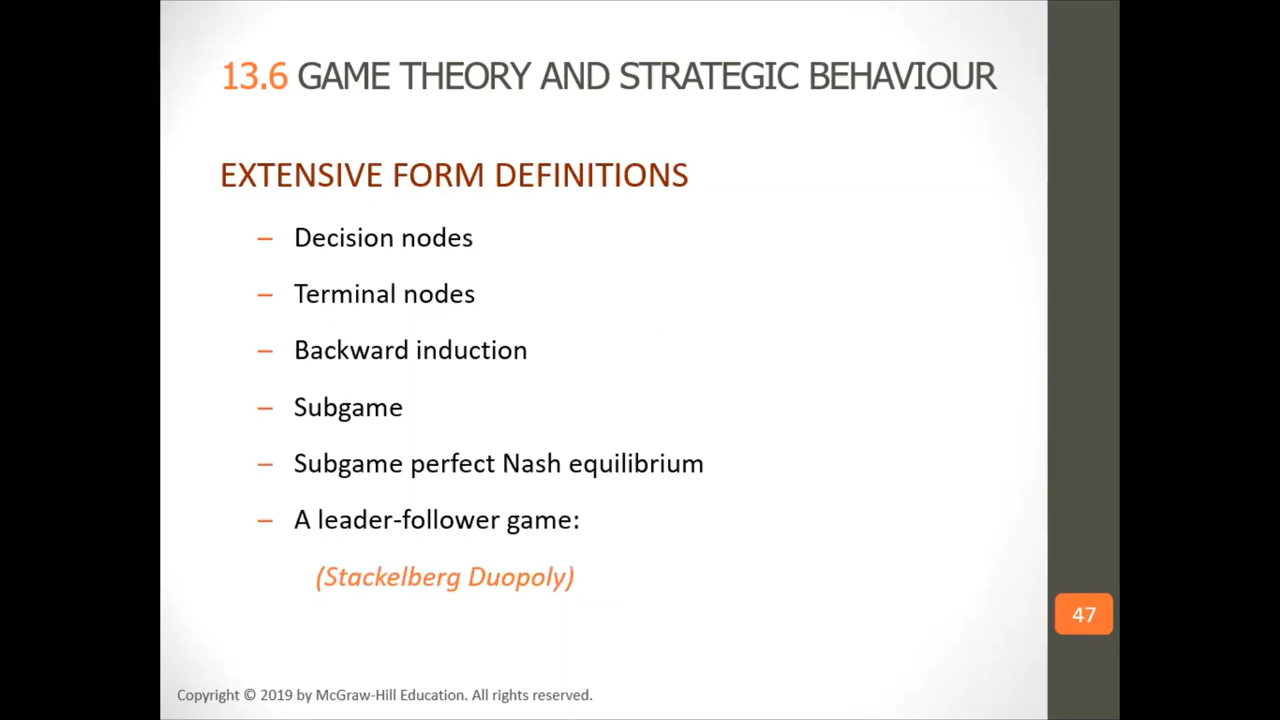 13.6 GAME THEORY AND STRATEGIC BEHAVIOUR
EXTENSIVE FORM DEFINITIONS
– Decision nodes
– Terminal nodes
– Backward induction
– Subgame
– Subgame perfect Nash equilibrium
– A leader-follower game:
(Stackelberg Duopoly)
47
Copyright © 2019 by McGraw-Hill Education. All rights reserved.